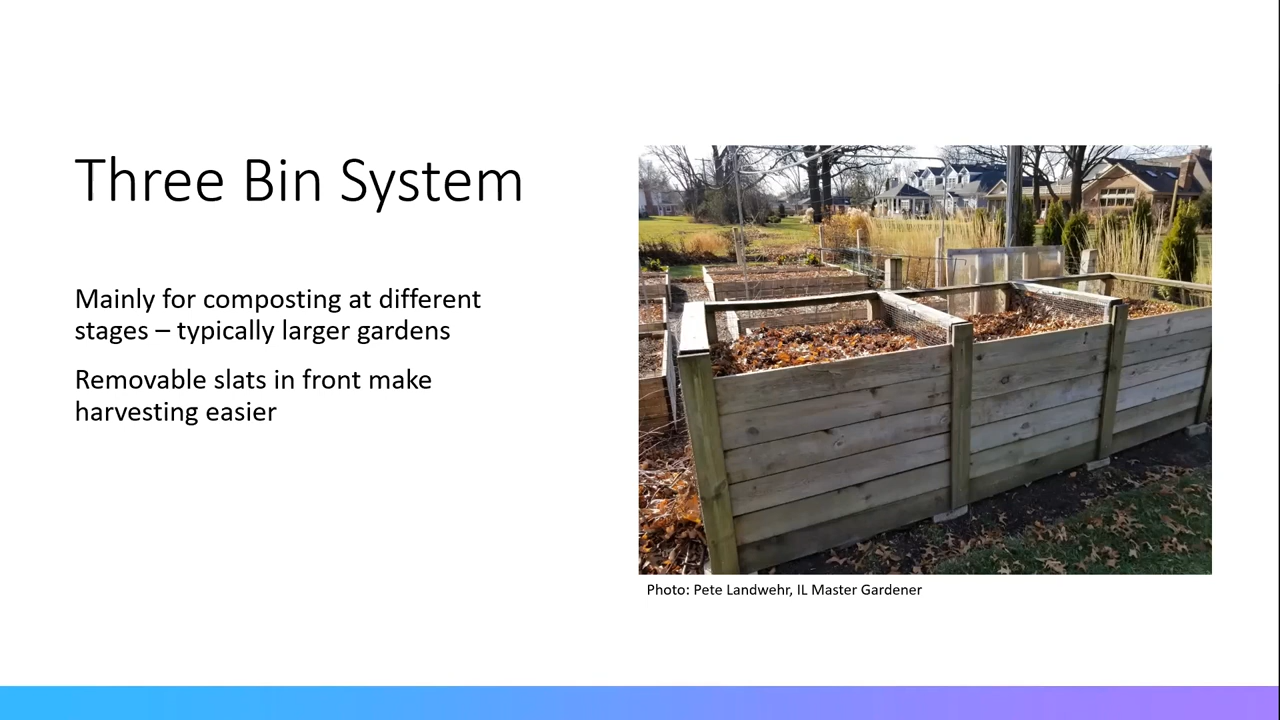 Three Bin System
Mainly for composting at different
stages – typically larger gardens
Removable slats in front make
harvesting easier
Photo: Pete Landwehr, IL Master Gardener